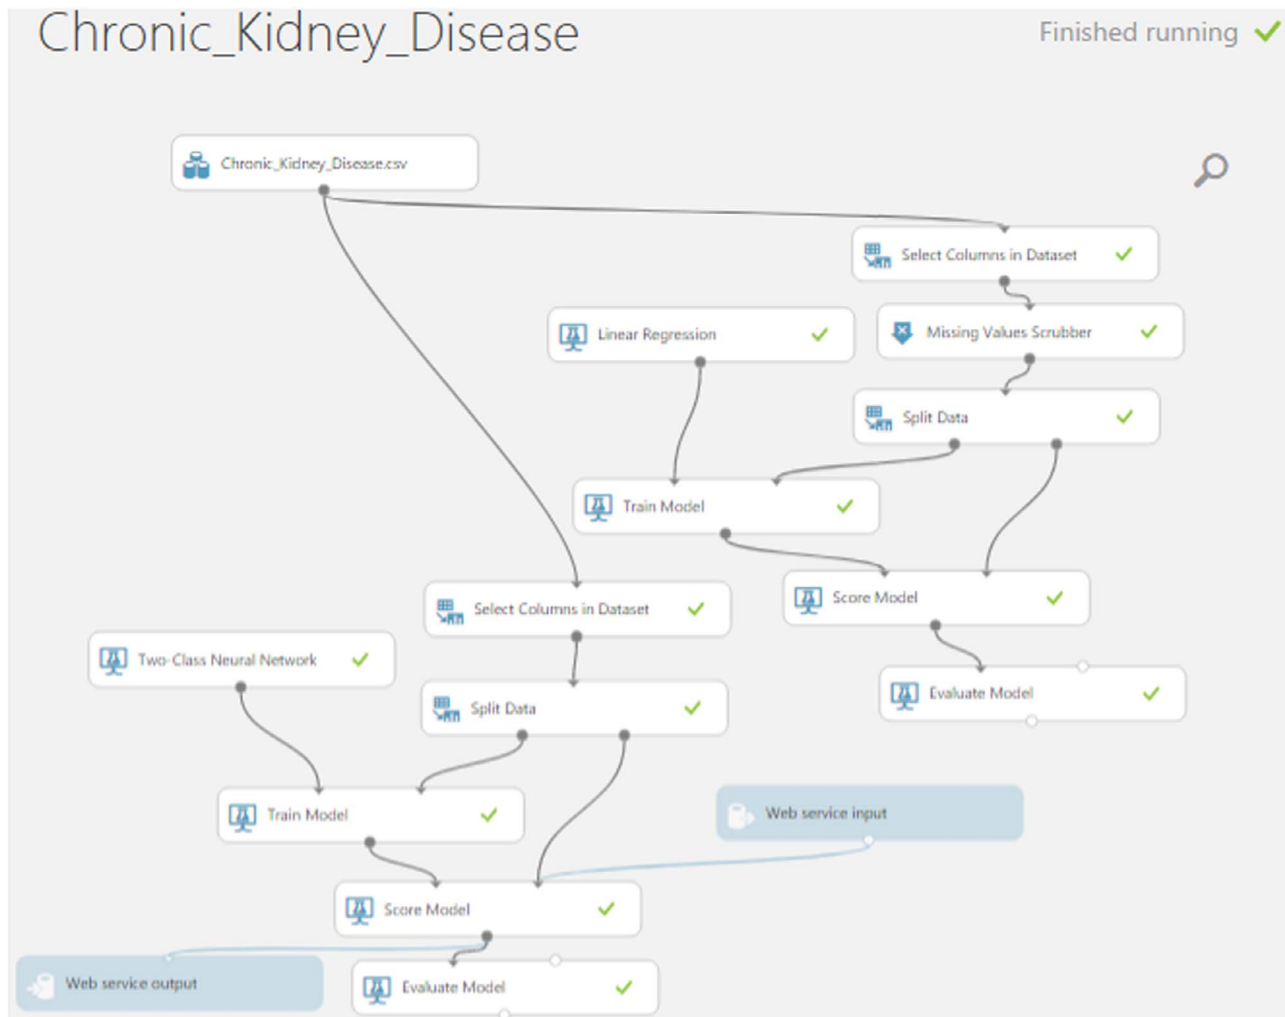 Chronic_Kidney_Disease
Finished running
Chronic_Kidney_Disease.csv
Select Columns in Dataset
Linear Regression
Missing Values Scrubber
Split Data
Train Model
Score Model
Select Columns in Dataset
Two-Class Neural Network
Evaluate Model
Split Data
Train Model
Web service input
Score Model
Web service output
Evaluate Model